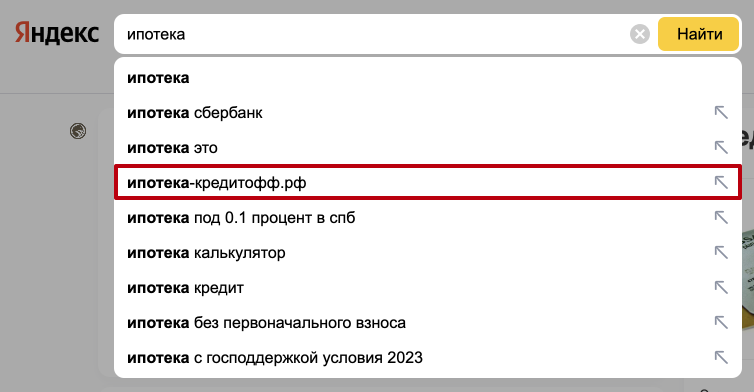 Яндекс
ипотека
Найти
ипотека
ипотека сбербанк
ипотека это
ипотека-кредитофф.рф
ипотека под 0.1 процент в спб
ипотека калькулятор
ипотека кредит
ипотека без первоначального взноса
ипотека с господдержкой условия 2023